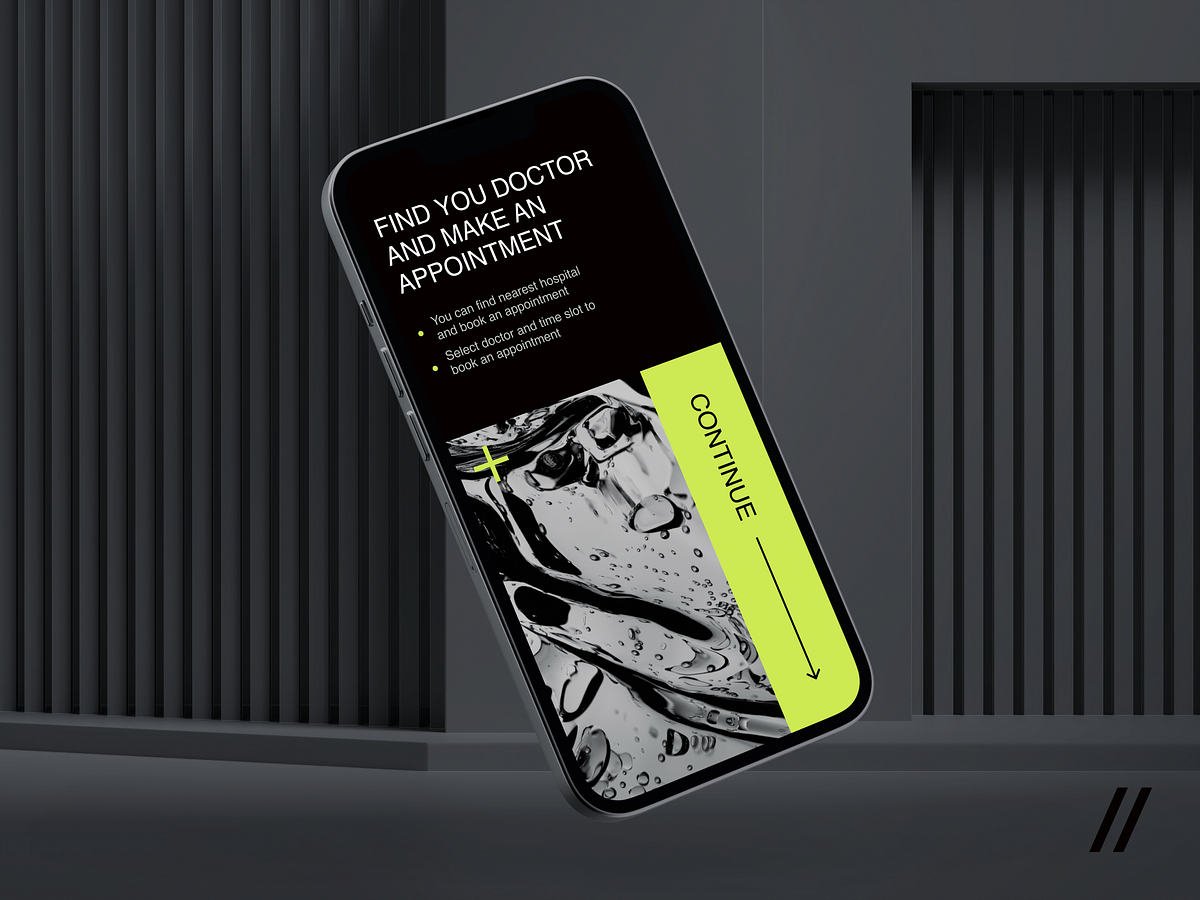 FIND YOU DOCTOR
AND MAKE AN
APPOINTMENT
You can find nearest hospital
and book an appointment
Select doctor and time slot to
book an appointment
CONTINUE